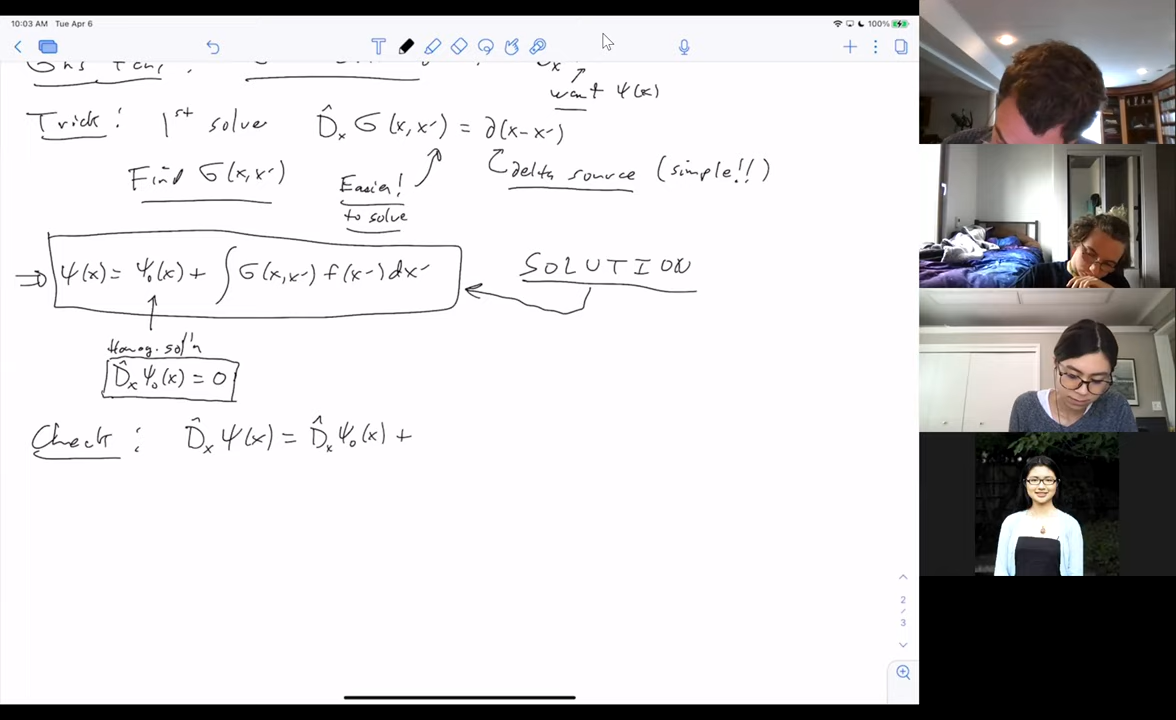 10:03 AM Tue Apr 6
100%
want Ψ(x)
Trick: 1st solve D̂ₓ G(x,x') = ∂(x-x')
Find G(x,x')
Easier!
to solve
delta source (simple!!)
⇒ Ψ(x) = Ψ₀(x) + ∫ G(x,x') f(x') dx'
SOLUTION
Homog. sol'n
D̂ₓ Ψ₀(x) = 0
Check: D̂ₓ Ψ(x) = D̂ₓ Ψ₀(x) +
2
/
3